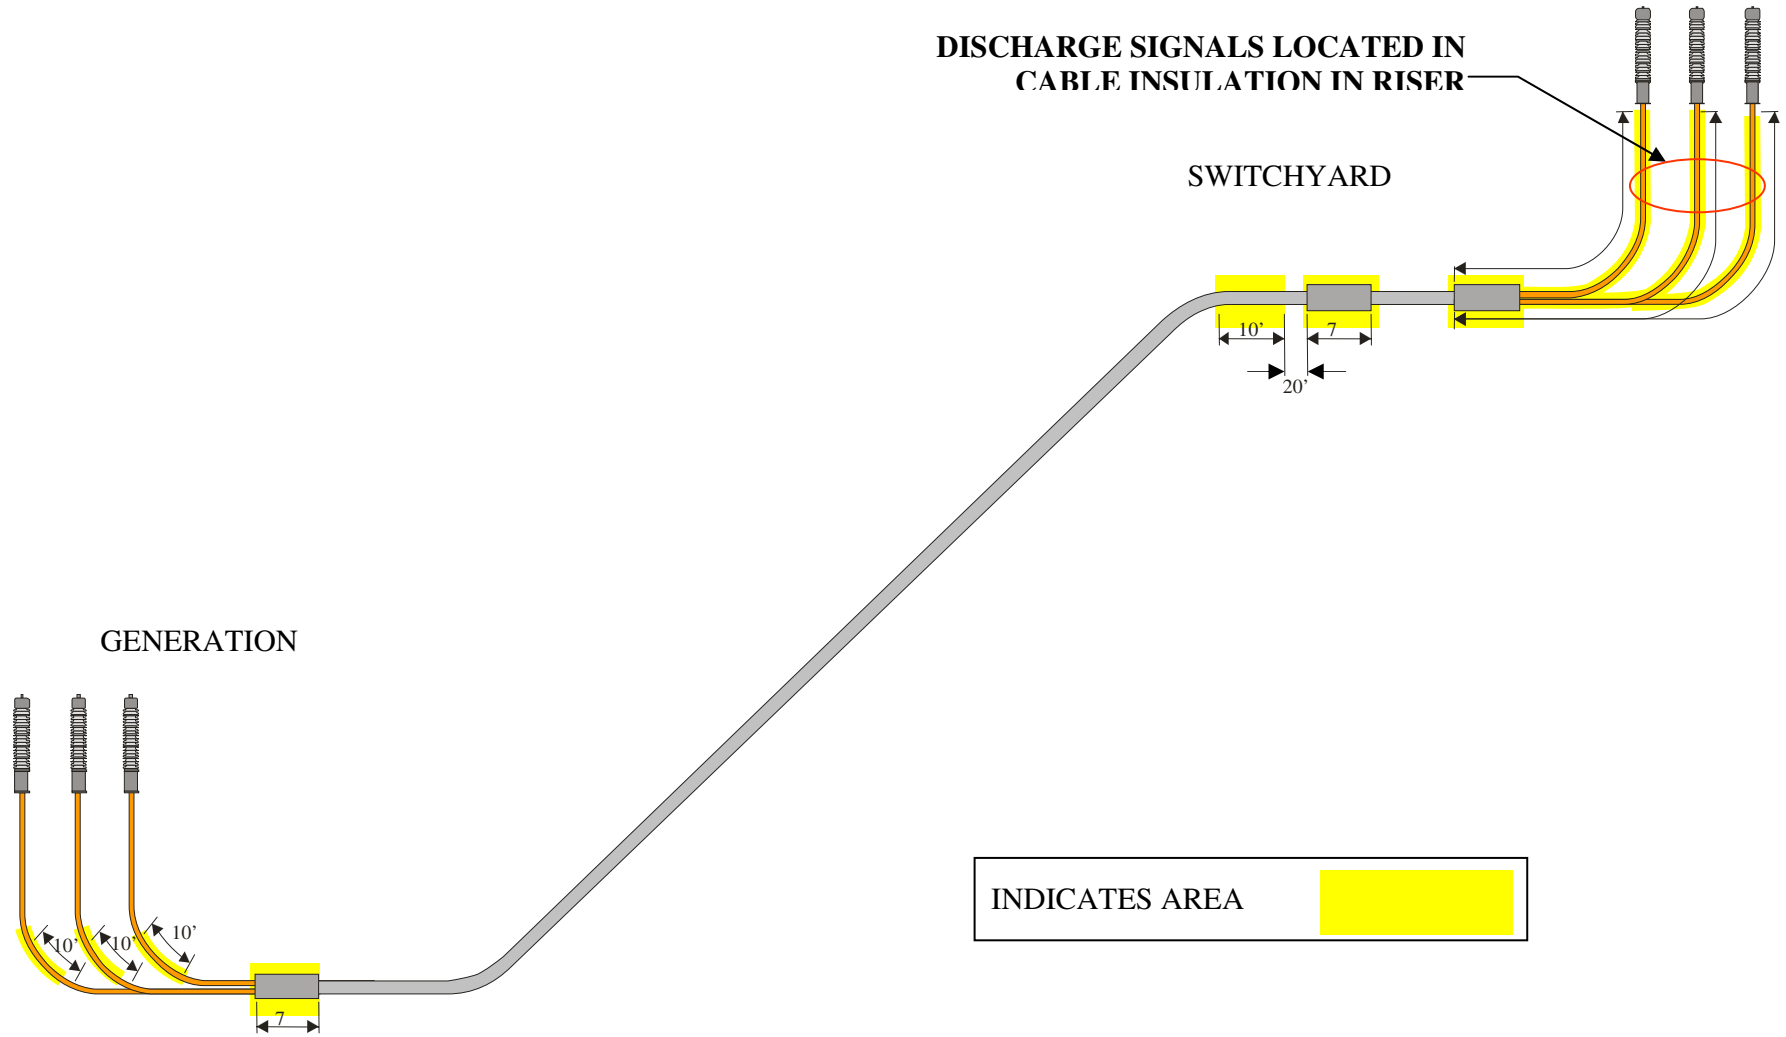 DISCHARGE SIGNALS LOCATED IN
CABLE INSULATION IN RISER
SWITCHYARD
10’
7
20’
GENERATION
INDICATES AREA
10’
10’
10’
7